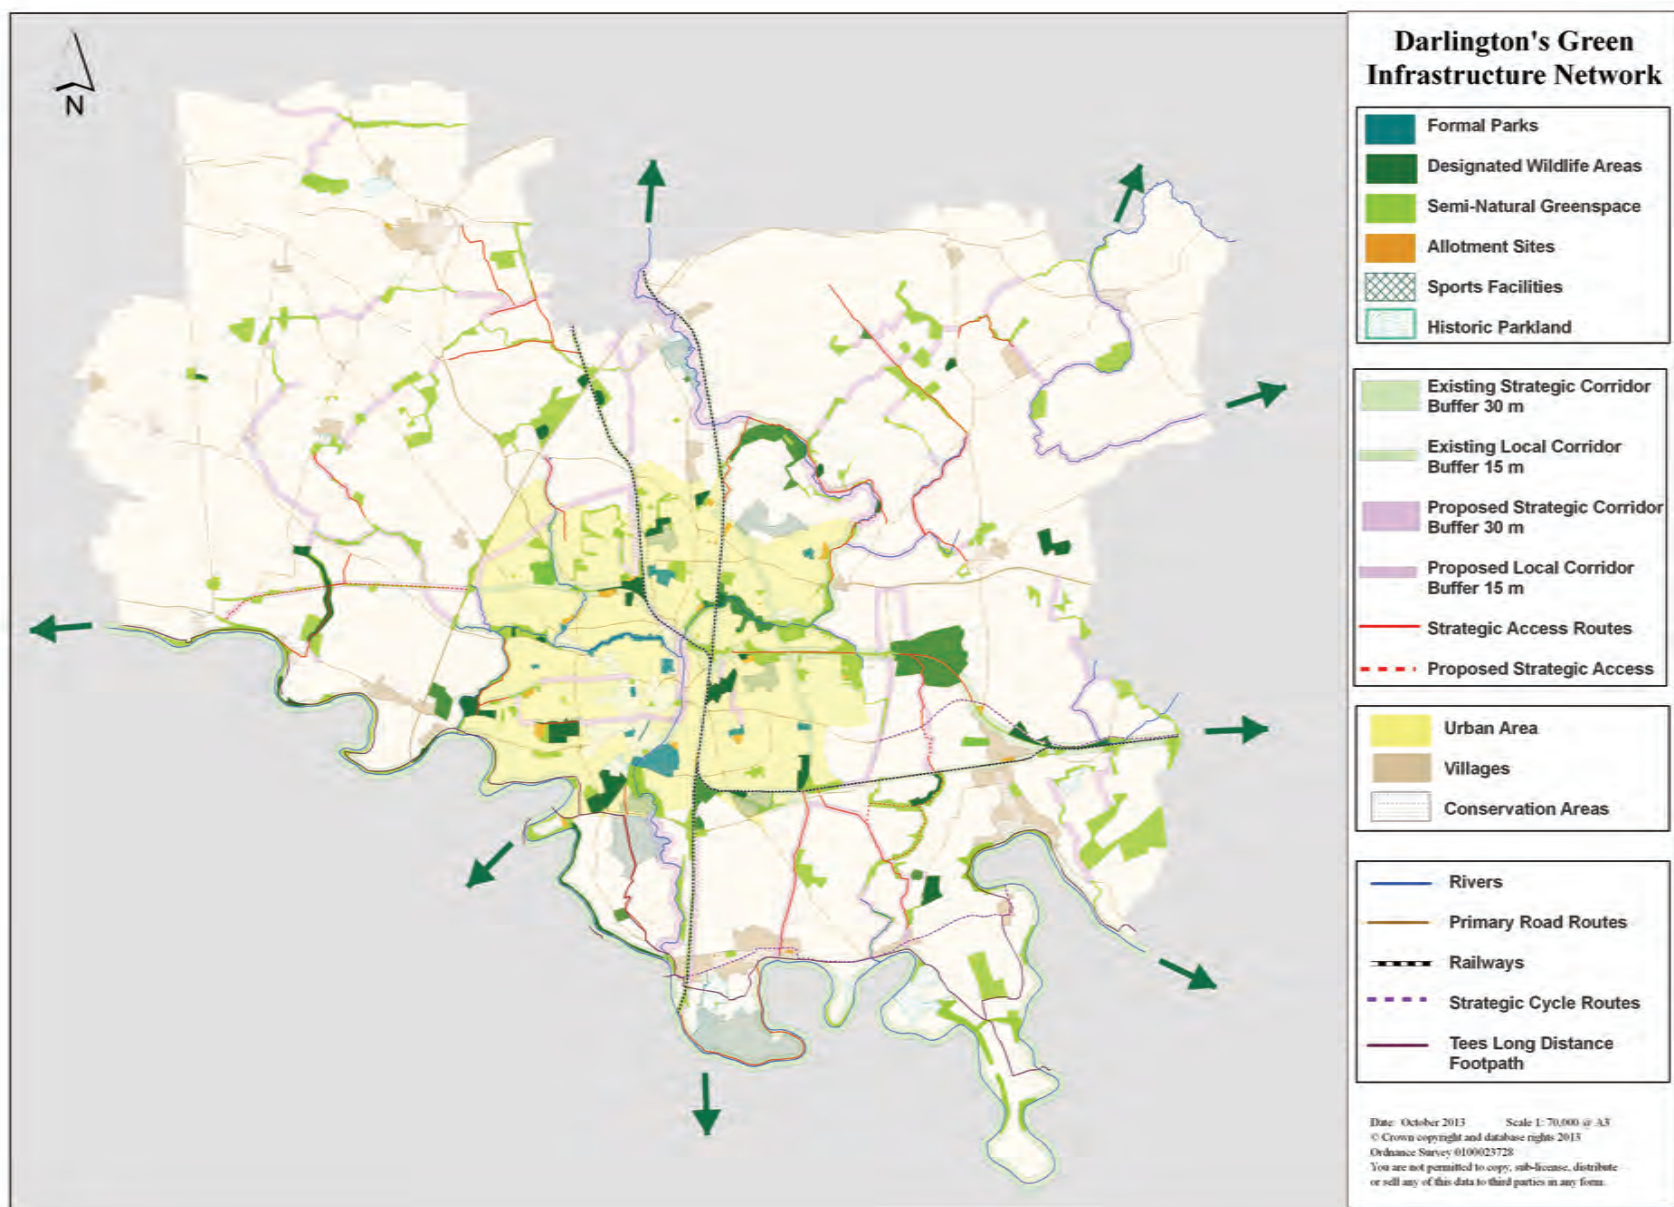 N
Darlington's Green
Infrastructure Network
Formal Parks
Designated Wildlife Areas
Semi-Natural Greenspace
Allotment Sites
Sports Facilities
Historic Parkland
Existing Strategic Corridor
Buffer 30 m
Existing Local Corridor
Buffer 15 m
Proposed Strategic Corridor
Buffer 30 m
Proposed Local Corridor
Buffer 15 m
Strategic Access Routes
Proposed Strategic Access
Urban Area
Villages
Conservation Areas
Rivers
Primary Road Routes
Railways
Strategic Cycle Routes
Tees Long Distance
Footpath
Date: October 2013 Scale 1: 70,000 @ A3
© Crown copyright and database rights 2013
Ordnance Survey 0100023728
You are not permitted to copy, sub-license, distribute
or sell any of this data to third parties in any form.